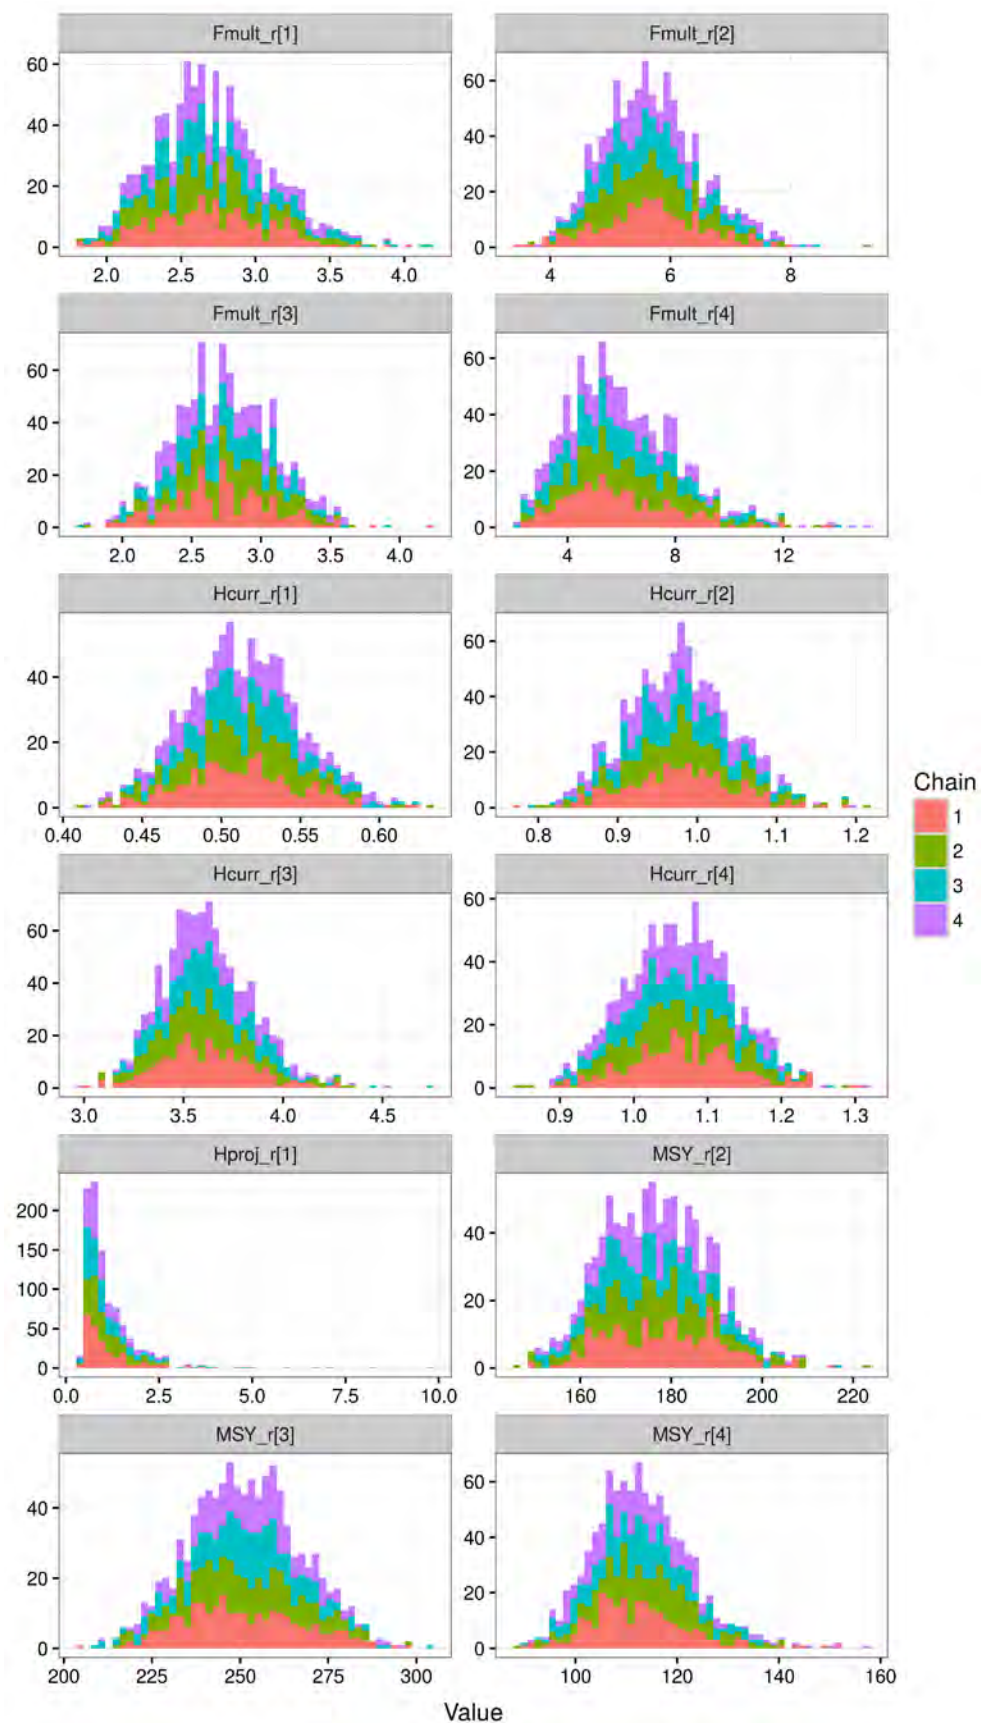 Fmult_r[1] Fmult_r[2]
60
40
20
0
2.0 2.5 3.0 3.5 4.0
60
40
20
0
4 6 8
Fmult_r[3] Fmult_r[4]
60
40
20
0
2.0 2.5 3.0 3.5 4.0
60
40
20
0
4 8 12
Hcurr_r[1] Hcurr_r[2]
40
20
0
0.40 0.45 0.50 0.55 0.60
60
40
20
0
0.8 0.9 1.0 1.1 1.2
Hcurr_r[3] Hcurr_r[4]
60
40
20
0
3.0 3.5 4.0 4.5
60
40
20
0
0.9 1.0 1.1 1.2 1.3
Hproj_r[1] MSY_r[2]
200
150
100
50
0
0.0 2.5 5.0 7.5 10.0
40
20
0
160 180 200 220
MSY_r[3] MSY_r[4]
40
20
0
200 225 250 275 300
60
40
20
0
100 120 140 160
Value
Chain
1
2
3
4